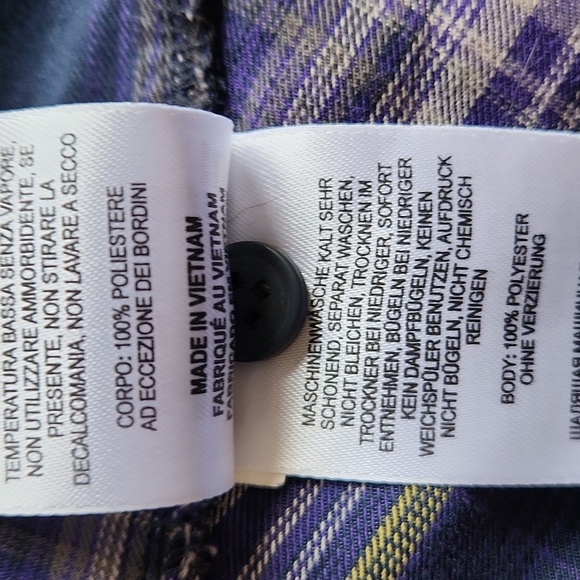 TEMPERATURA BASSA SENZA VAPORE,
NON UTILIZZARE AMMORBIDENTE, SE
PRESENTE, NON STIRARE LA
DECALCOMANIA, NON LAVARE A SECCO
CORPO: 100% POLIESTERE
AD ECCEZIONE DEI BORDINI
MADE IN VIETNAM
FABRIQUÉ AU VIETNAM
MASCHINENWÄSCHE KALT SEHR
SCHONEND, SEPARAT WASCHEN,
NICHT BLEICHEN, TROCKNEN IM
TROCKNER BEI NIEDRIGER, SOFORT
ENTNEHMEN, BÜGELN BEI NIEDRIGER
KEIN DAMPFBÜGELN, KEINEN
WEICHSPÜLER BENUTZEN, AUFDRUCK
NICHT BÜGELN, NICHT CHEMISCH
REINIGEN
BODY: 100% POLYESTER
OHNE VERZIERUNG